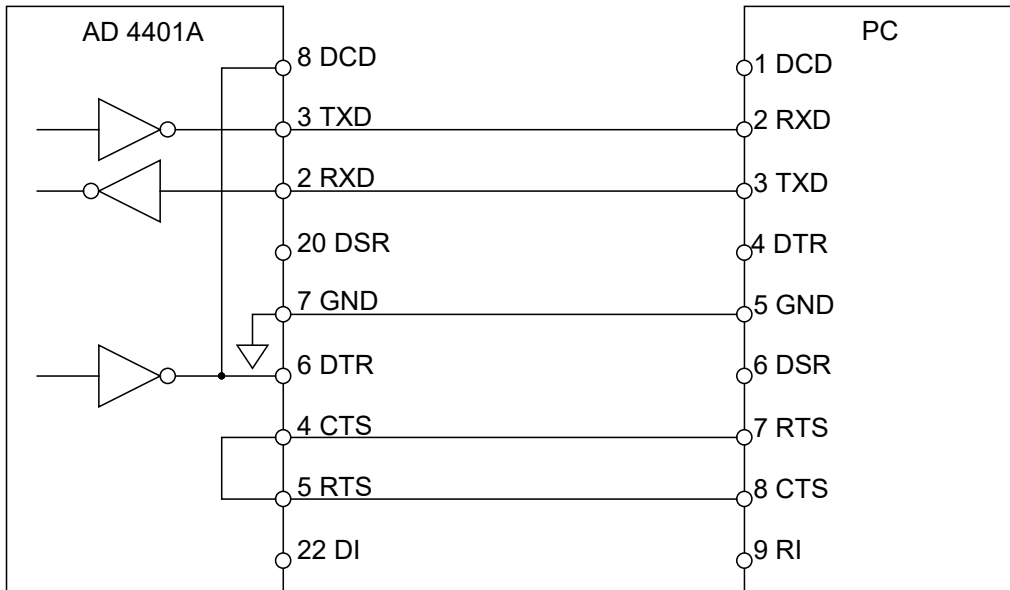 AD 4401A
PC
8 DCD
1 DCD
3 TXD
2 RXD
2 RXD
3 TXD
20 DSR
4 DTR
7 GND
5 GND
6 DTR
6 DSR
4 CTS
7 RTS
5 RTS
8 CTS
22 DI
9 RI